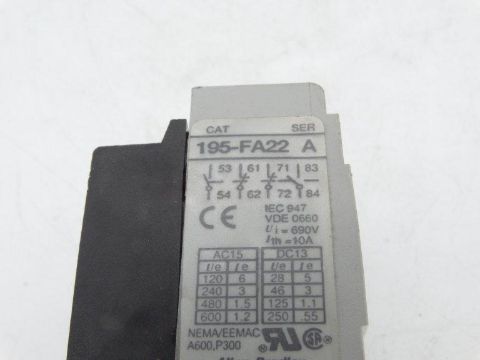 CAT SER
195-FA22 A
53 61 71 83
54 62 72 84
CE
IEC 947
VDE 0660
Ui = 690V
Ith = 10A
AC15 DC13
Ue Ie Ue Ie
120 6 28 5
240 3 46 3
480 1.5 125 1.1
600 1.2 250 .55
NEMA/EEMAC
A600,P300